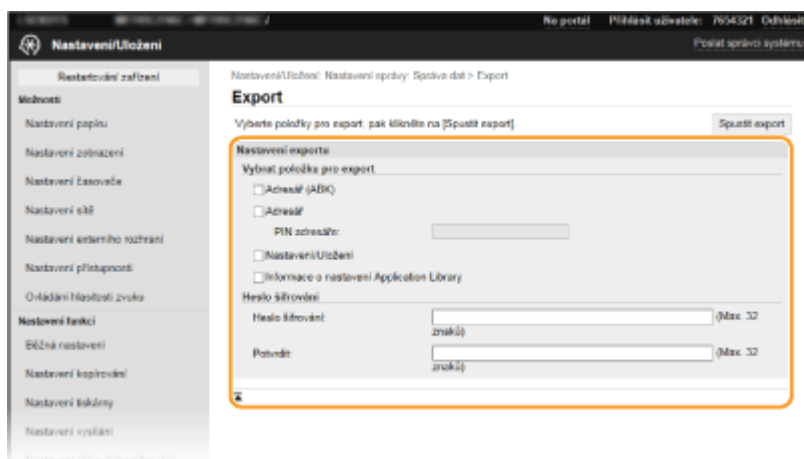 Na portál Přihlásit uživatele: 7654321 Odhlásit
Nastavení/Uložení
Poslat správci systému
Restartování zařízení
Nastavení/Uložení: Nastavení správy: Správa dat > Export
Export
Vyberte položky pro export, pak klikněte na [Spustit export].
Spustit export
Možnosti
Nastavení papíru
Nastavení zobrazení
Nastavení časovače
Nastavení sítě
Nastavení externího rozhraní
Nastavení přístupnosti
Ovládání hlasitosti zvuku
Nastavení funkcí
Běžná nastavení
Nastavení kopírování
Nastavení tiskárny
Nastavení vysílání
Nastavení exportu
Vybrat položku pro export
Adresář (ABK)
Adresář
PIN adresáře:
Nastavení/Uložení
Informace o nastavení Application Library
Heslo šifrování
Heslo šifrování: (Max. 32
znaků)
Potvrdit: (Max. 32
znaků)